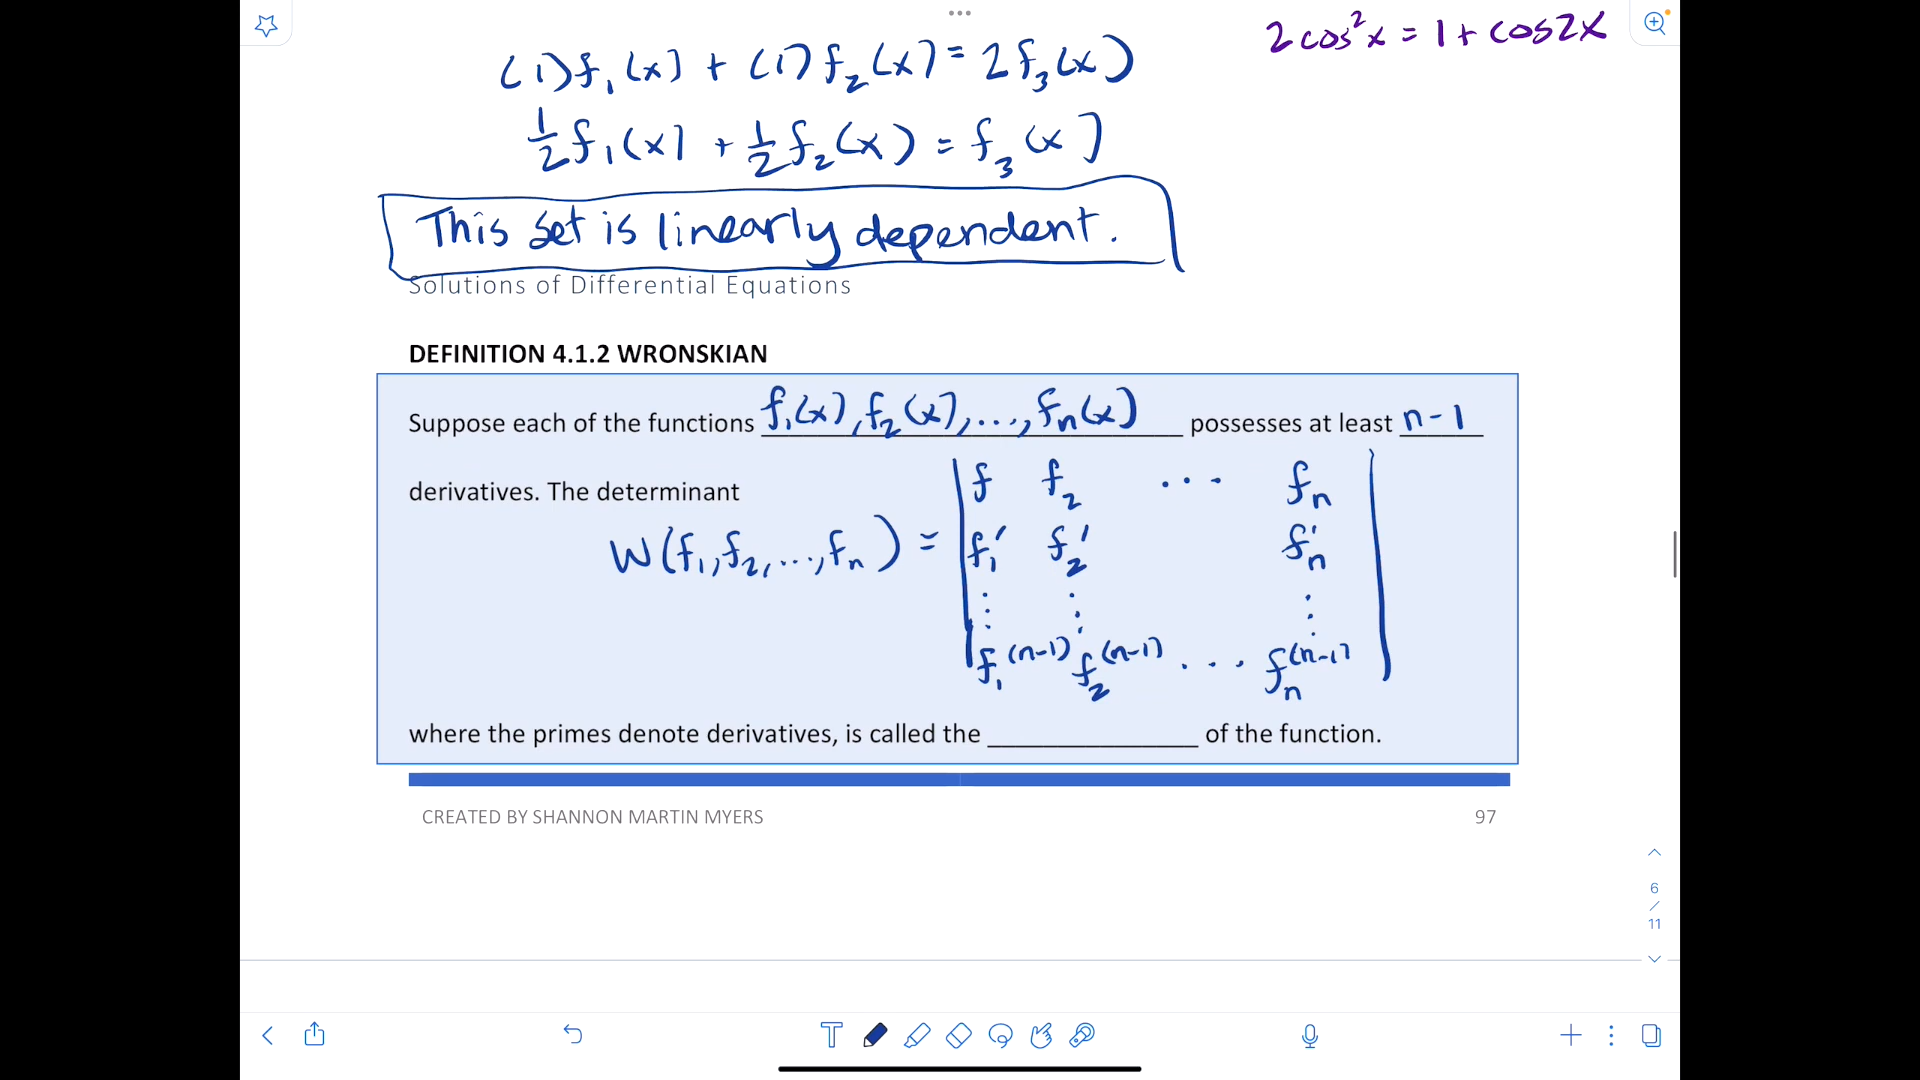 2cos²x = 1 + cos2x
(1)f₁(x) + (1)f₂(x) = 2f₃(x)
½f₁(x) + ½f₂(x) = f₃(x)
This set is linearly dependent.
Solutions of Differential Equations
DEFINITION 4.1.2 WRONSKIAN
Suppose each of the functions f₁(x), f₂(x), ..., fₙ(x) possesses at least n-1
derivatives. The determinant
f f₂ ... fₙ
W(f₁, f₂, ..., fₙ) = f₁' f₂' fₙ'
⋮ ⋮ ⋮
f₁⁽ⁿ⁻¹⁾ f₂⁽ⁿ⁻¹⁾ ... fₙ⁽ⁿ⁻¹⁾
where the primes denote derivatives, is called the _______________ of the function.
CREATED BY SHANNON MARTIN MYERS 97
6
/
11
T